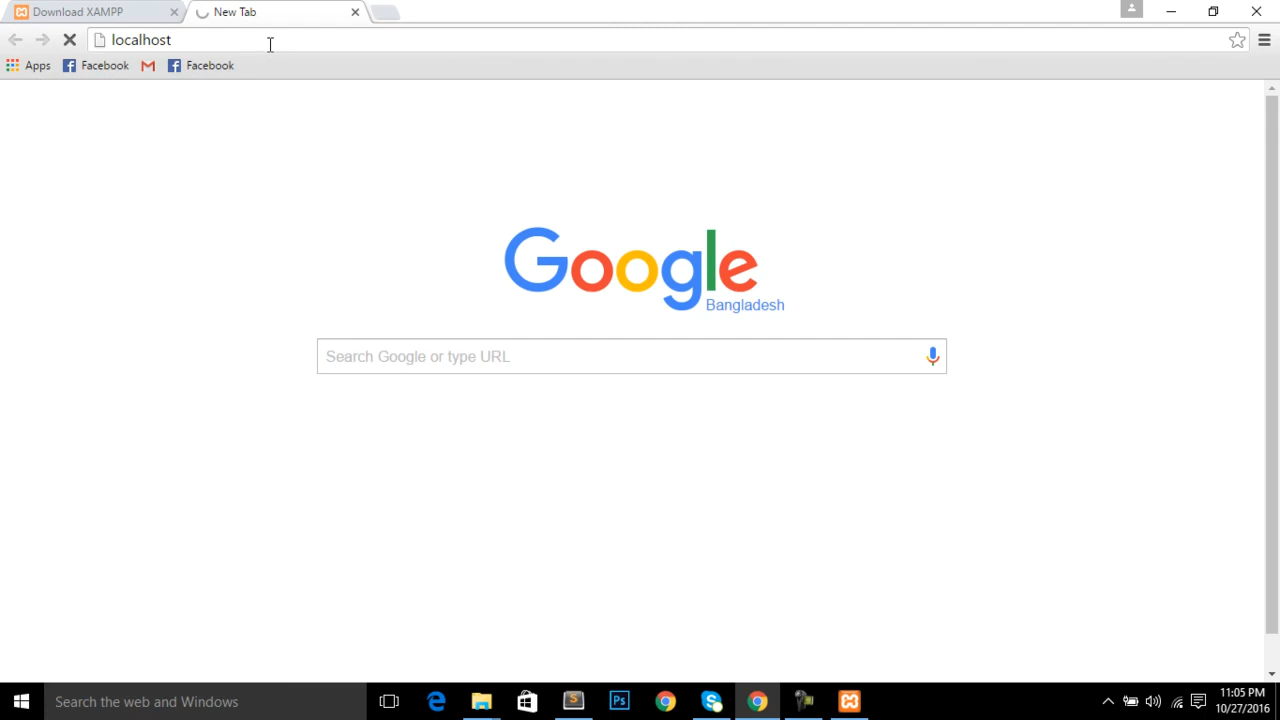 Download XAMPP
New Tab
localhost
Apps
Facebook
Facebook
Google
Bangladesh
Search Google or type URL
Search the web and Windows
S
Ps
11:05 PM
10/27/2016